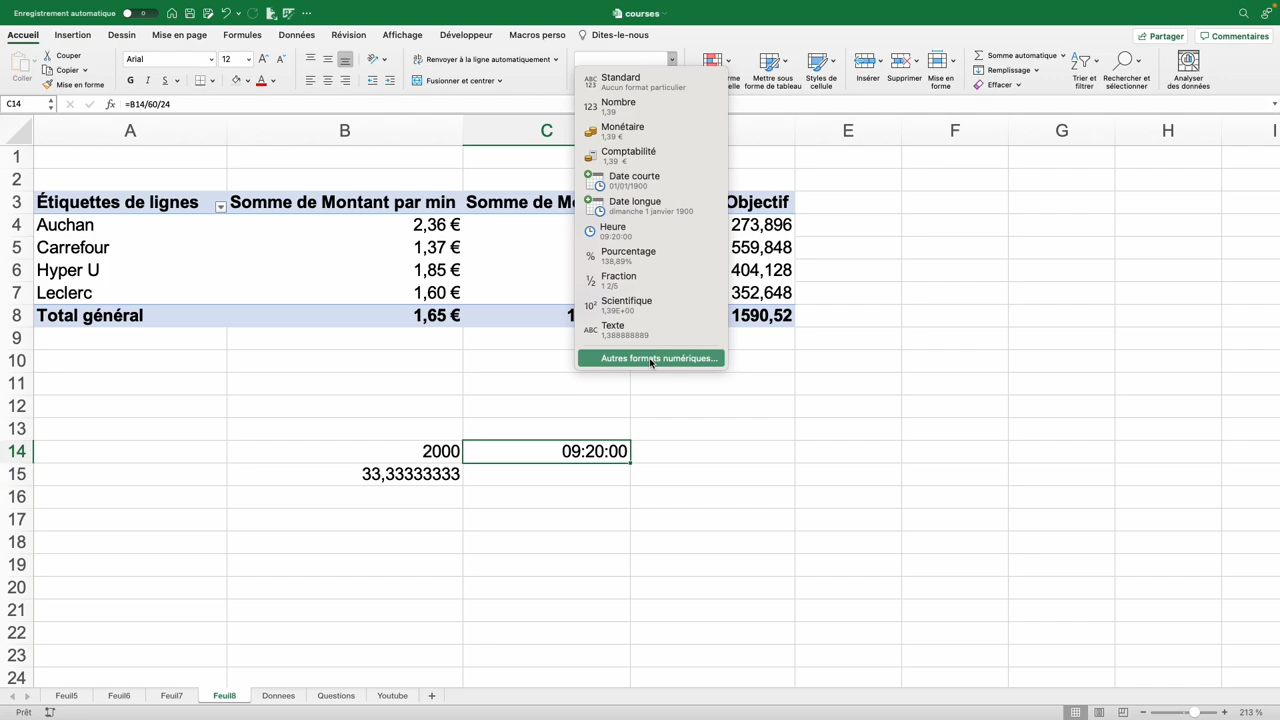 Enregistrement automatique
courses
Accueil Insertion Dessin Mise en page Formules Données Révision Affichage Développeur Macros perso Dites-le-nous Partager Commentaires
Coller
Couper
Copier
Mise en forme
Arial 12
G I S
Renvoyer à la ligne automatiquement
Fusionner et centrer
Mettre sous forme de tableau
Styles de cellule
Insérer
Supprimer
Mise en forme
Somme automatique
Remplissage
Effacer
Trier et filtrer
Rechercher et sélectionner
Analyser des données
C14 fx =B14/60/24
A B C E F G H I
1
2
3 Étiquettes de lignes Somme de Montant par min Somme de Mo Objectif
4 Auchan 2,36 € 273,896
5 Carrefour 1,37 € 559,848
6 Hyper U 1,85 € 404,128
7 Leclerc 1,60 € 352,648
8 Total général 1,65 € 1 1590,52
9
10
11
12
13
14 2000 09:20:00
15 33,33333333
16
17
18
19
20
21
22
23
24
ABC 123 Standard
Aucun format particulier
123 Nombre
1,39
Monétaire
1,39 €
Comptabilité
1,39 €
Date courte
01/01/1900
Date longue
dimanche 1 janvier 1900
Heure
09:20:00
% Pourcentage
138,89%
½ Fraction
1 2/5
10² Scientifique
1,39E+00
ABC Texte
1,388888889
Autres formats numériques...
Feuil5 Feuil6 Feuil7 Feuil8 Donnees Questions Youtube +
Prêt 213 %